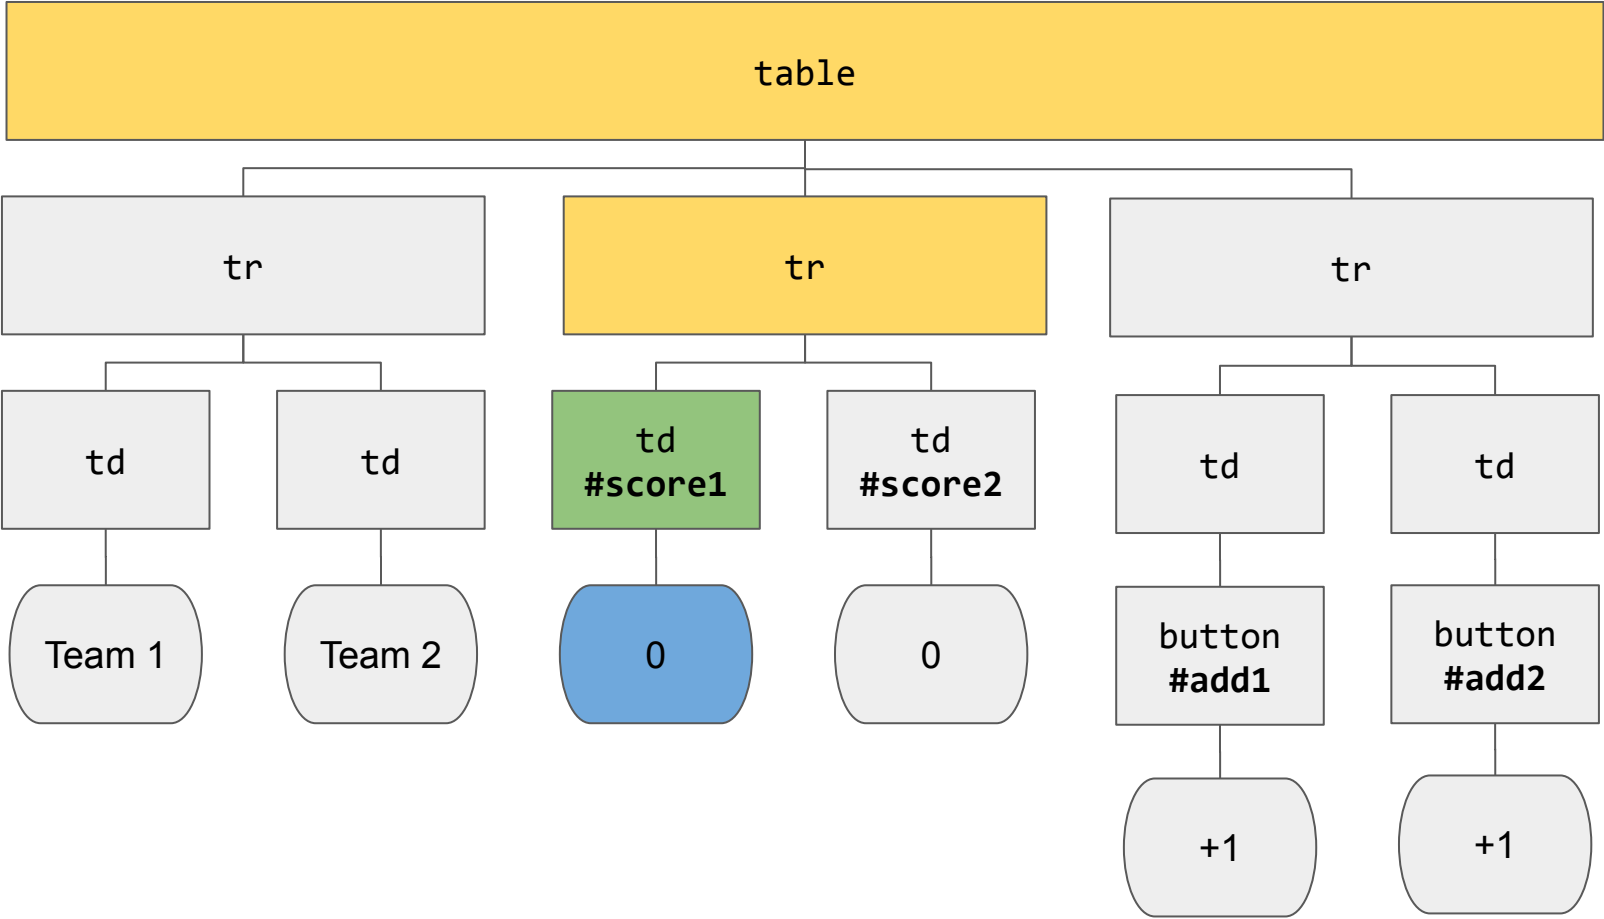 table
tr
tr
tr
td
td
td
#score1
td
#score2
td
td
Team 1
Team 2
0
0
button
#add1
button
#add2
+1
+1